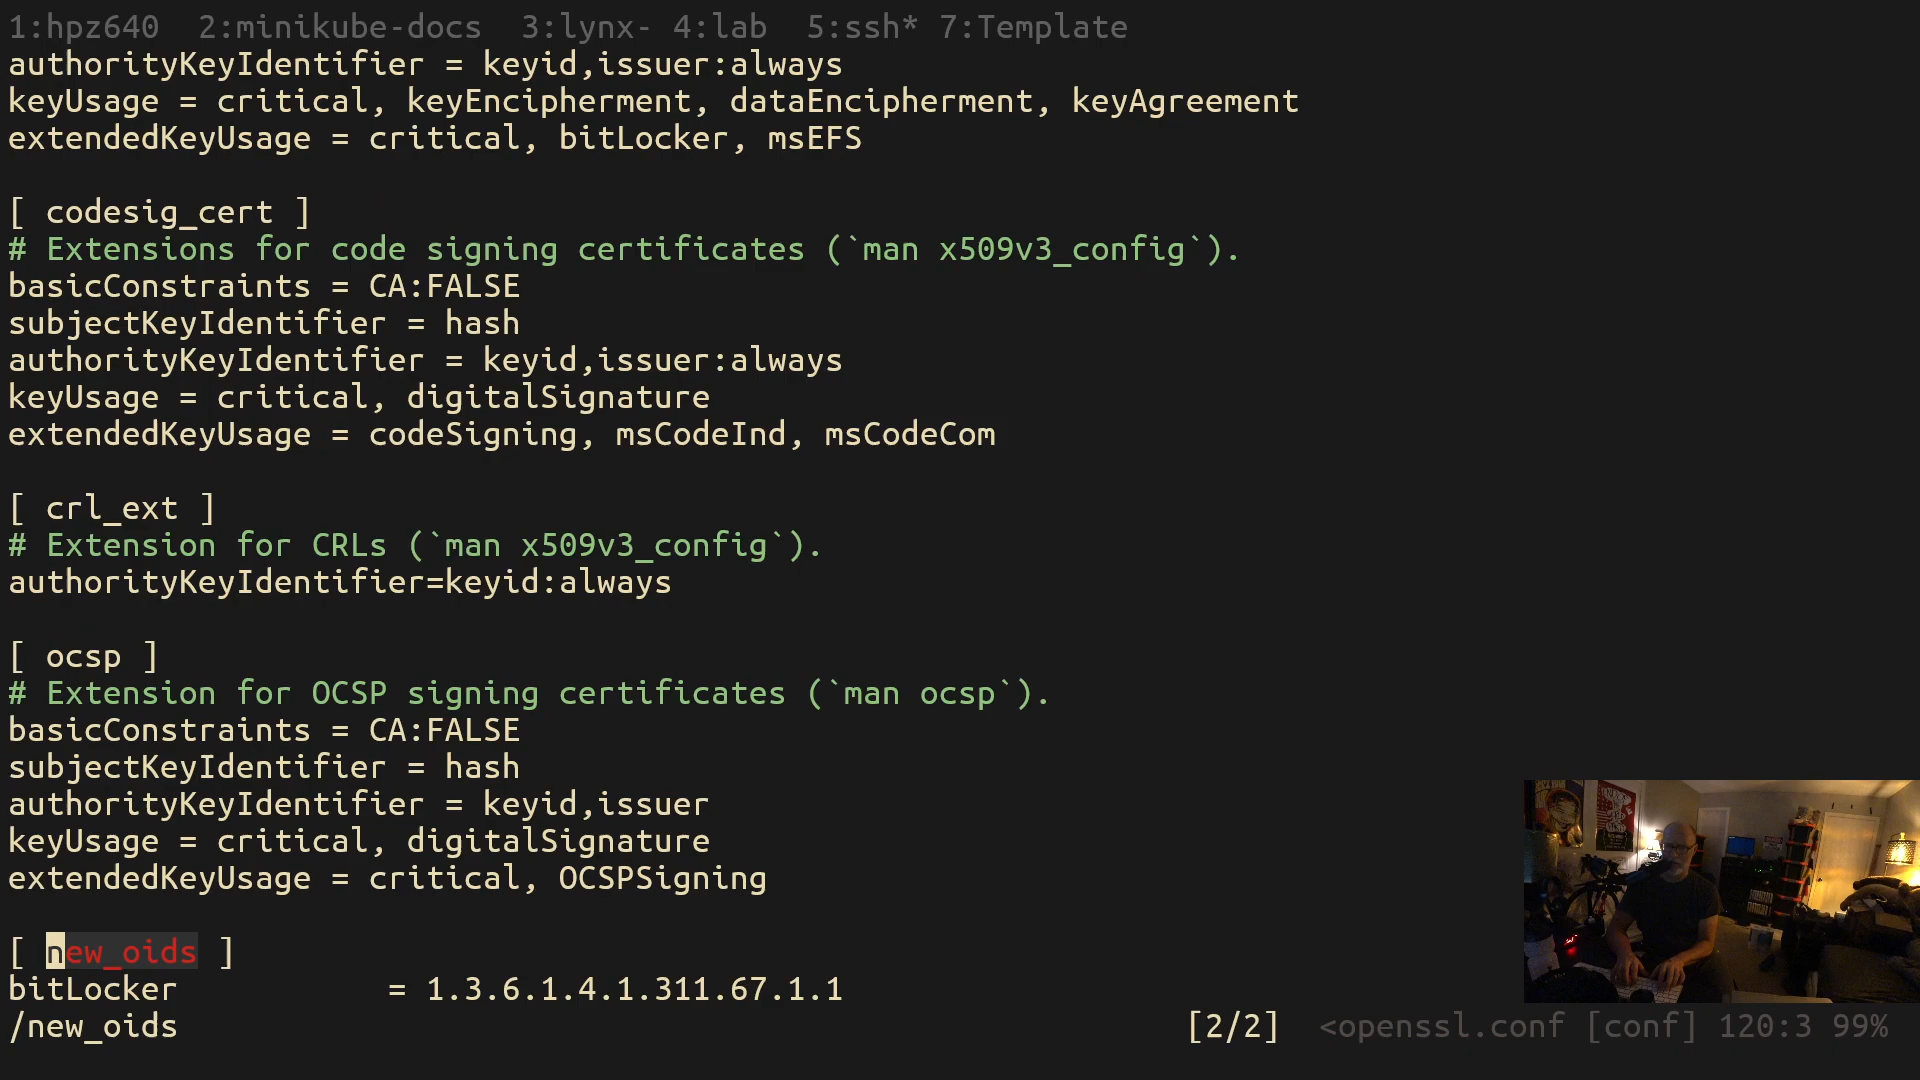 1:hpz640  2:minikube-docs  3:lynx- 4:lab  5:ssh* 7:Template
authorityKeyIdentifier = keyid,issuer:always
keyUsage = critical, keyEncipherment, dataEncipherment, keyAgreement
extendedKeyUsage = critical, bitLocker, msEFS
[ codesig_cert ]
# Extensions for code signing certificates (`man x509v3_config`).
basicConstraints = CA:FALSE
subjectKeyIdentifier = hash
authorityKeyIdentifier = keyid,issuer:always
keyUsage = critical, digitalSignature
extendedKeyUsage = codeSigning, msCodeInd, msCodeCom
[ crl_ext ]
# Extension for CRLs (`man x509v3_config`).
authorityKeyIdentifier=keyid:always
[ ocsp ]
# Extension for OCSP signing certificates (`man ocsp`).
basicConstraints = CA:FALSE
subjectKeyIdentifier = hash
authorityKeyIdentifier = keyid,issuer
keyUsage = critical, digitalSignature
extendedKeyUsage = critical, OCSPSigning
[ new_oids ]
bitLocker           = 1.3.6.1.4.1.311.67.1.1
/new_oids [2/2]  <openssl.conf [conf] 120:3 99%